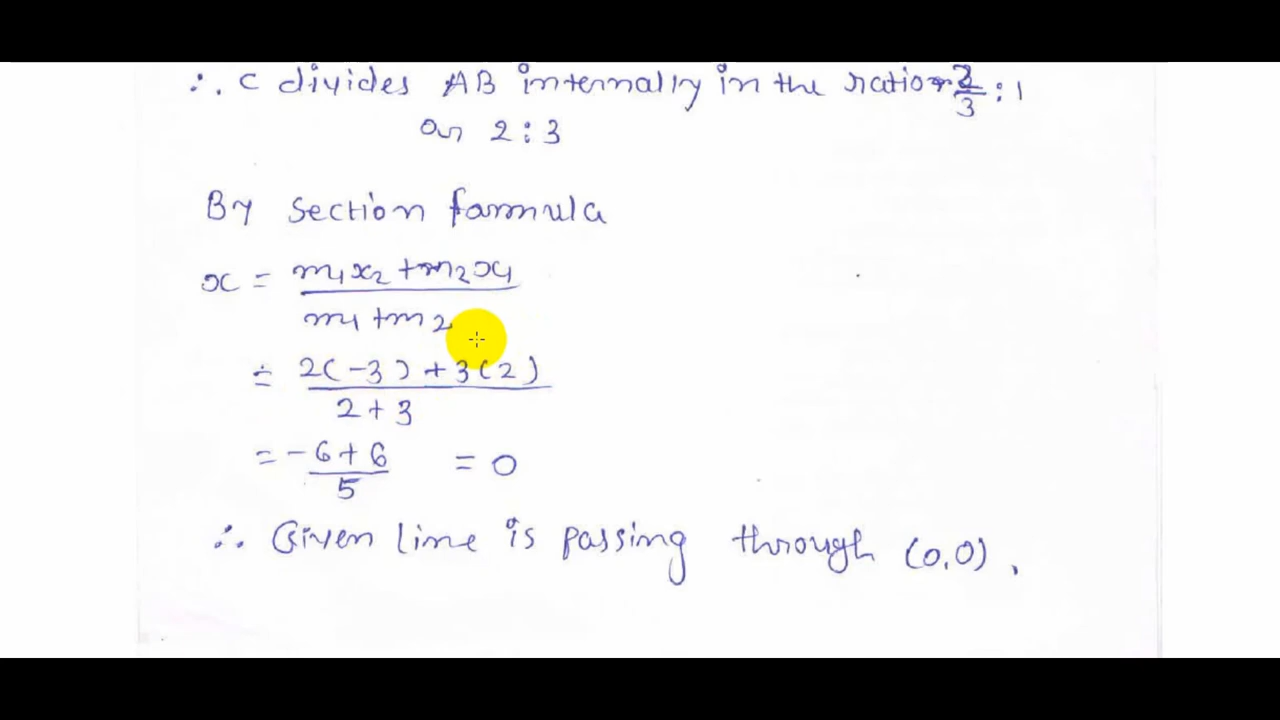 ∴ C divides AB internally in the ratio 2/3 : 1
or 2 : 3
By section formula
x = (m₁x₂ + m₂x₁)/(m₁ + m₂)
= (2(-3) + 3(2))/(2 + 3)
= (-6 + 6)/5 = 0
∴ Given line is passing through (0,0).